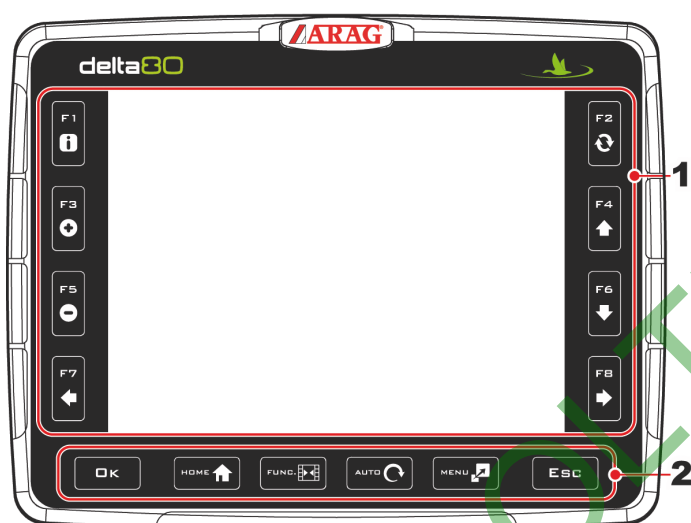 ARAG
delta80
F1 F2
1
F3 F4
F5 F6
F7 F8
OK HOME FUNC. AUTO MENU ESC
2